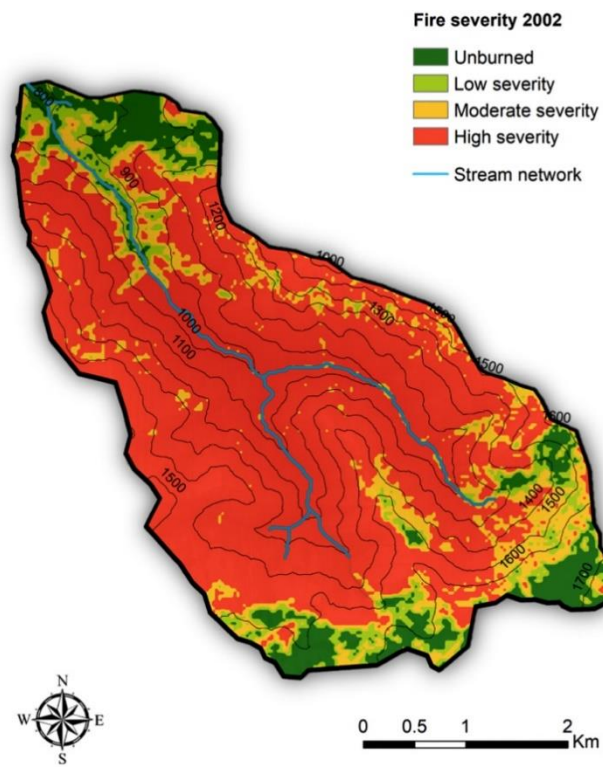 Fire severity 2002
Unburned
Low severity
Moderate severity
High severity
Stream network
900
1200
1000
1300
1500
1000
1100
1500
1600
1500
1400
1500
1600
1700
N
W E
S
0 0.5 1 2
Km